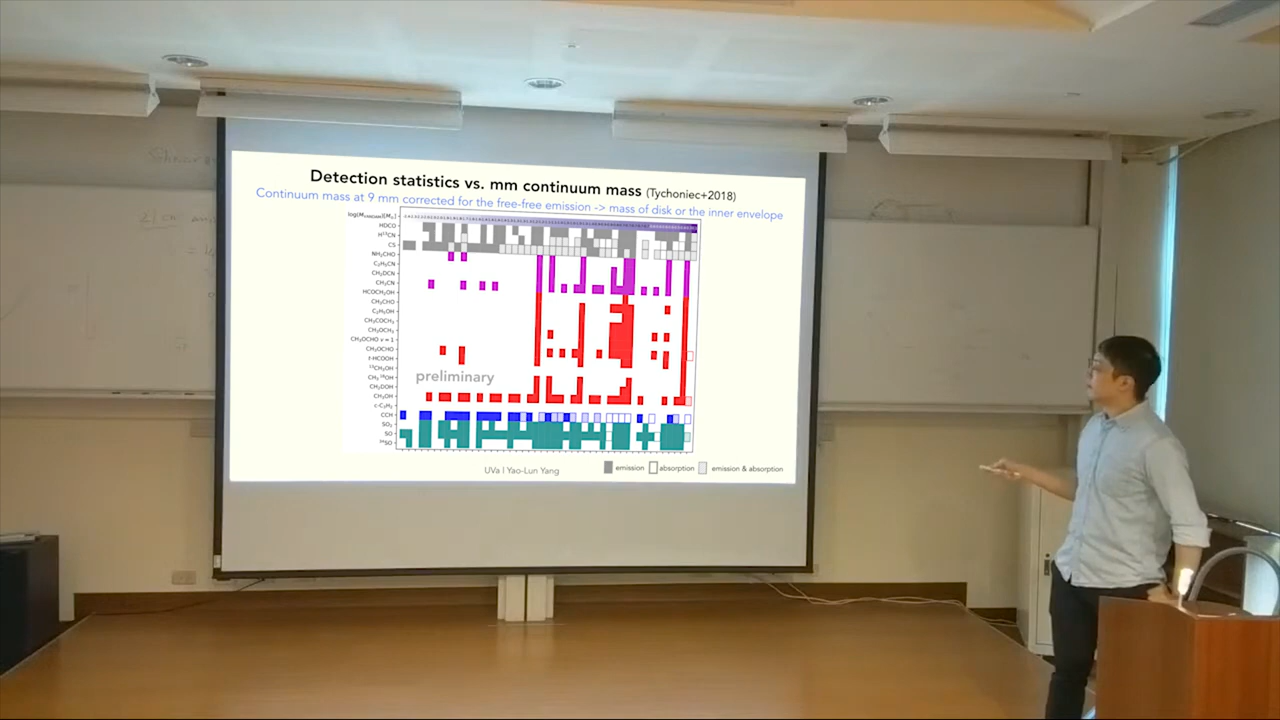 Detection statistics vs. mm continuum mass (Tychoniec+2018)
Continuum mass at 9 mm corrected for the free-free emission -> mass of disk or the inner envelope
HDCO
H¹³CN
CS
NH₂CHO
C₂H₅CN
CH₂DCN
CH₃CN
HCOCH₂OH
CH₃CHO
C₂H₅OH
CH₃COCH₃
CH₃OCH₃
CH₃OCHO v=1
CH₃OCHO
t-HCOOH
¹³CH₃OH
CH₃¹⁸OH
CH₂DOH
CH₃OH
c-C₃H₂
CCH
SO₂
SO
³⁴SO
preliminary
UVa | Yao-Lun Yang
emission absorption emission & absorption